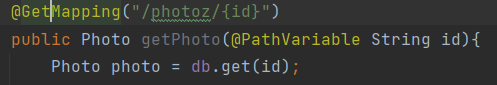 @GetMapping("/photoz/{id}")
public Photo getPhoto(@PathVariable String id){
    Photo photo = db.get(id);